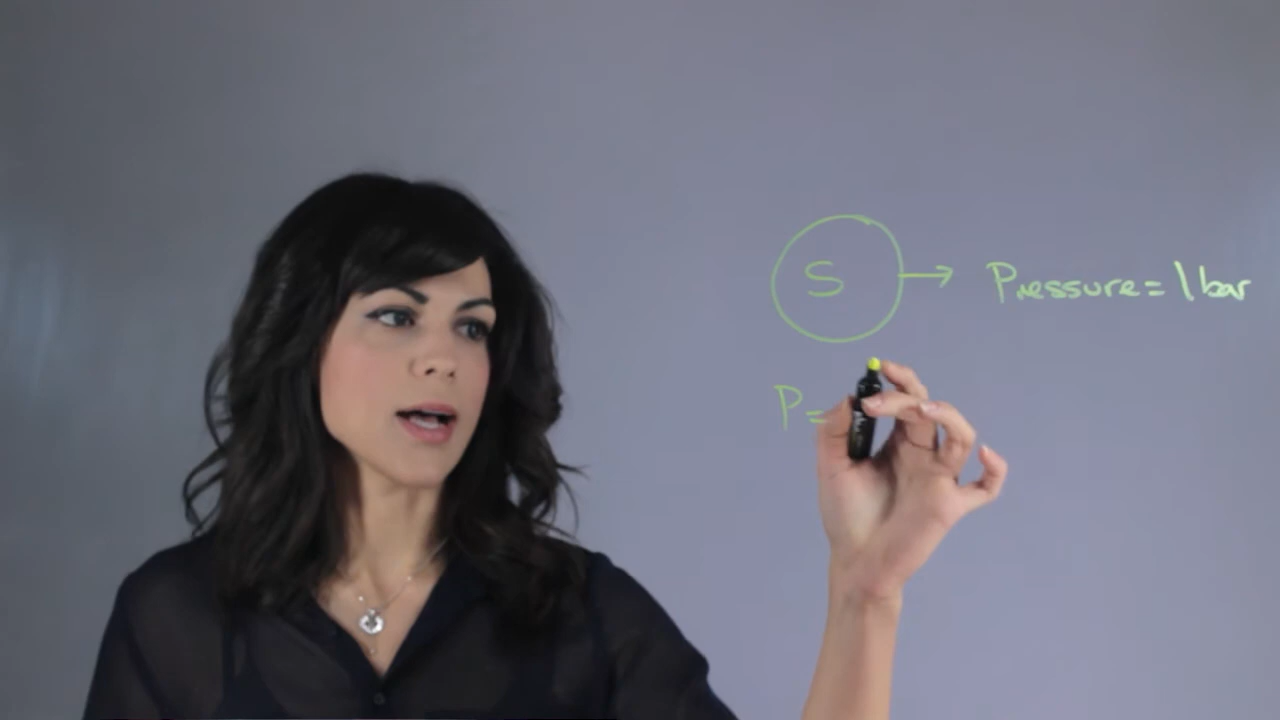 S → Pressure = 1 bar
P =